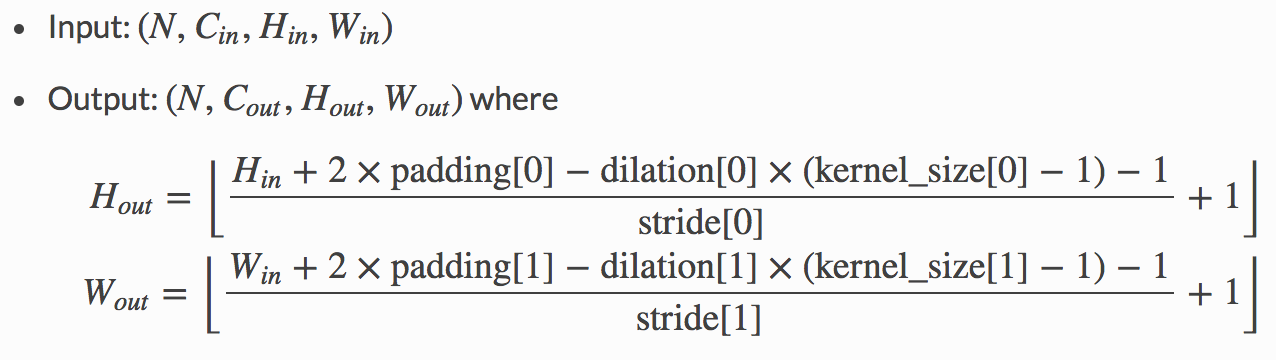 • Input: (N, C_in, H_in, W_in)
• Output: (N, C_out, H_out, W_out) where
H_out = ⌊ (H_in + 2 × padding[0] − dilation[0] × (kernel_size[0] − 1) − 1) / stride[0] + 1 ⌋
W_out = ⌊ (W_in + 2 × padding[1] − dilation[1] × (kernel_size[1] − 1) − 1) / stride[1] + 1 ⌋